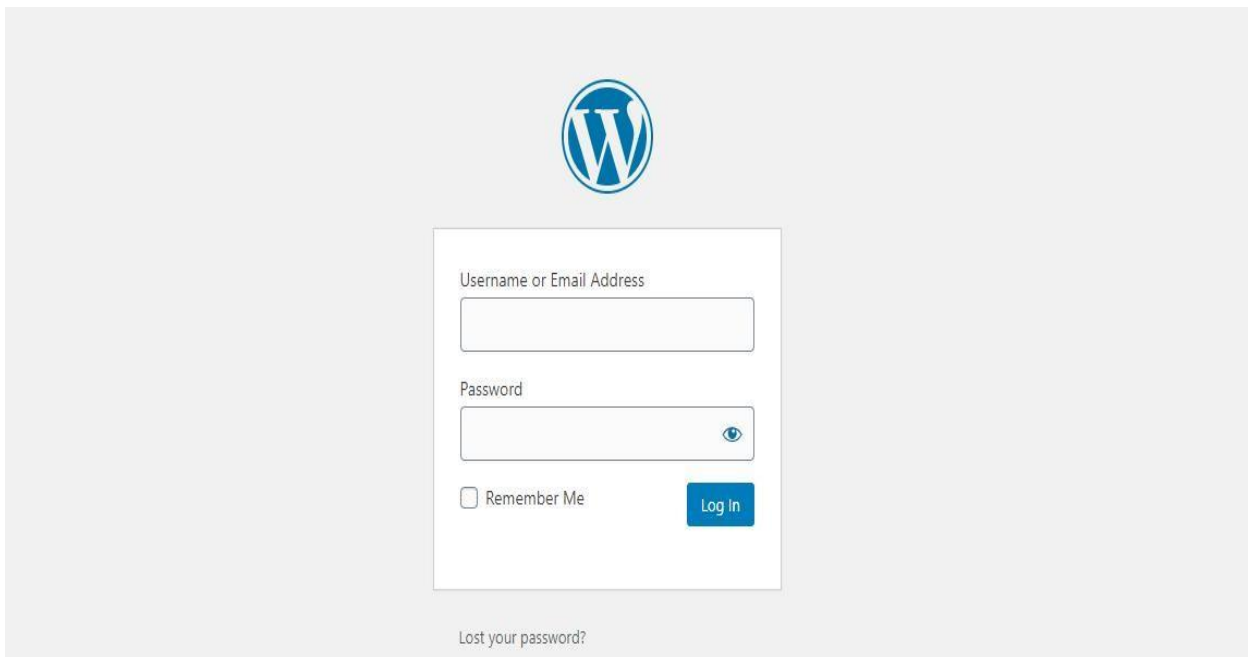 Username or Email Address
Password
Remember Me
Log In
Lost your password?